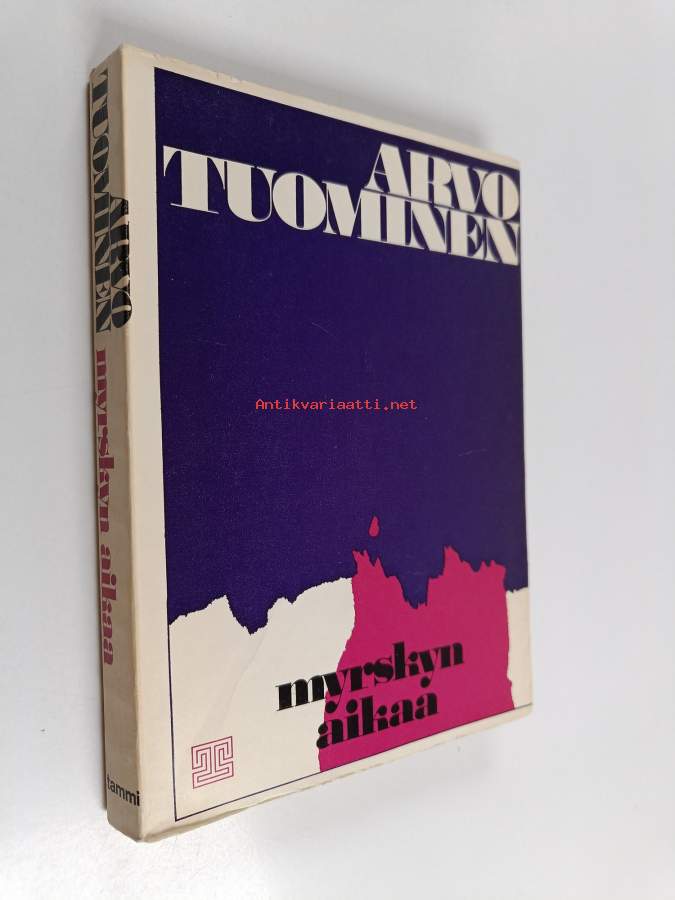 ARVO
TUOMINEN
myrskyn
aikaa
ARVO
TUOMINEN
myrskyn aikaa
tammi
Antikvariaatti.net